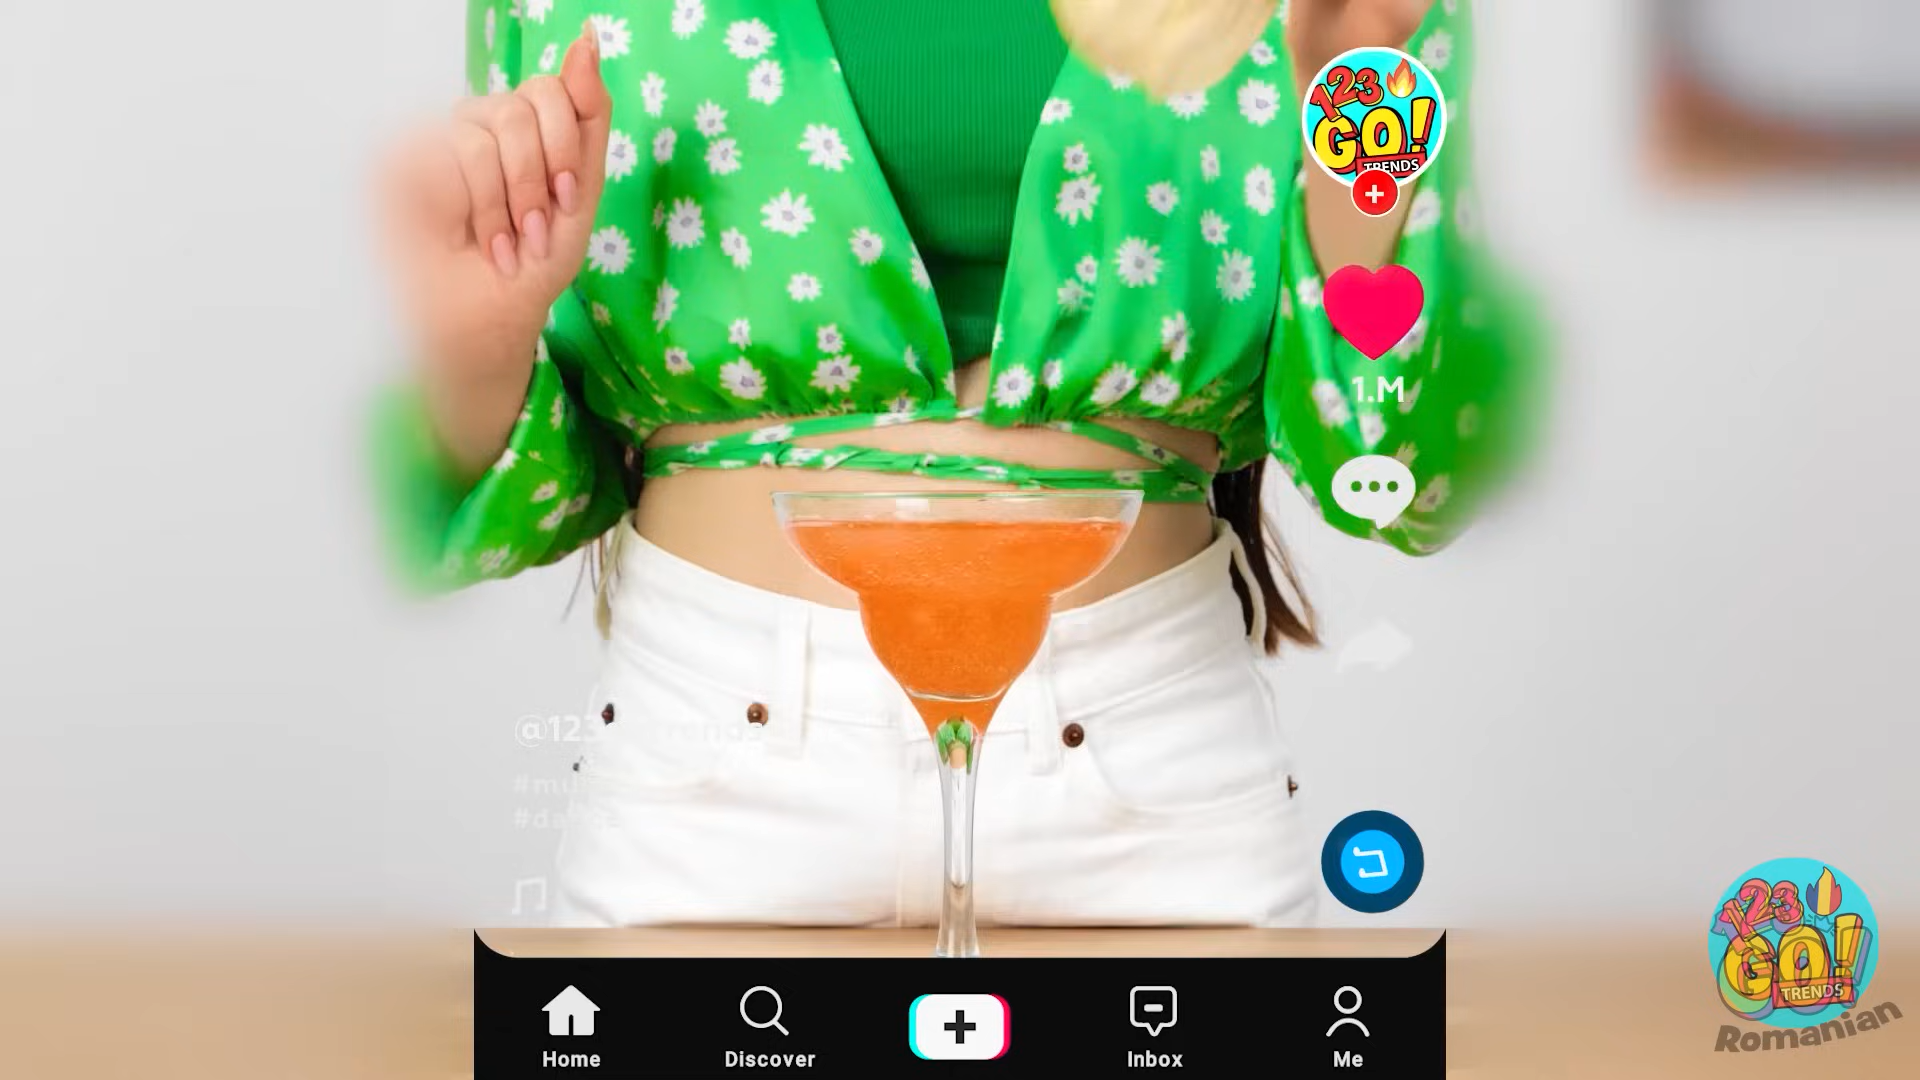 123
GO!
TRENDS
1.M
Home
Discover
Inbox
Me
123
GO!
TRENDS
Romanian